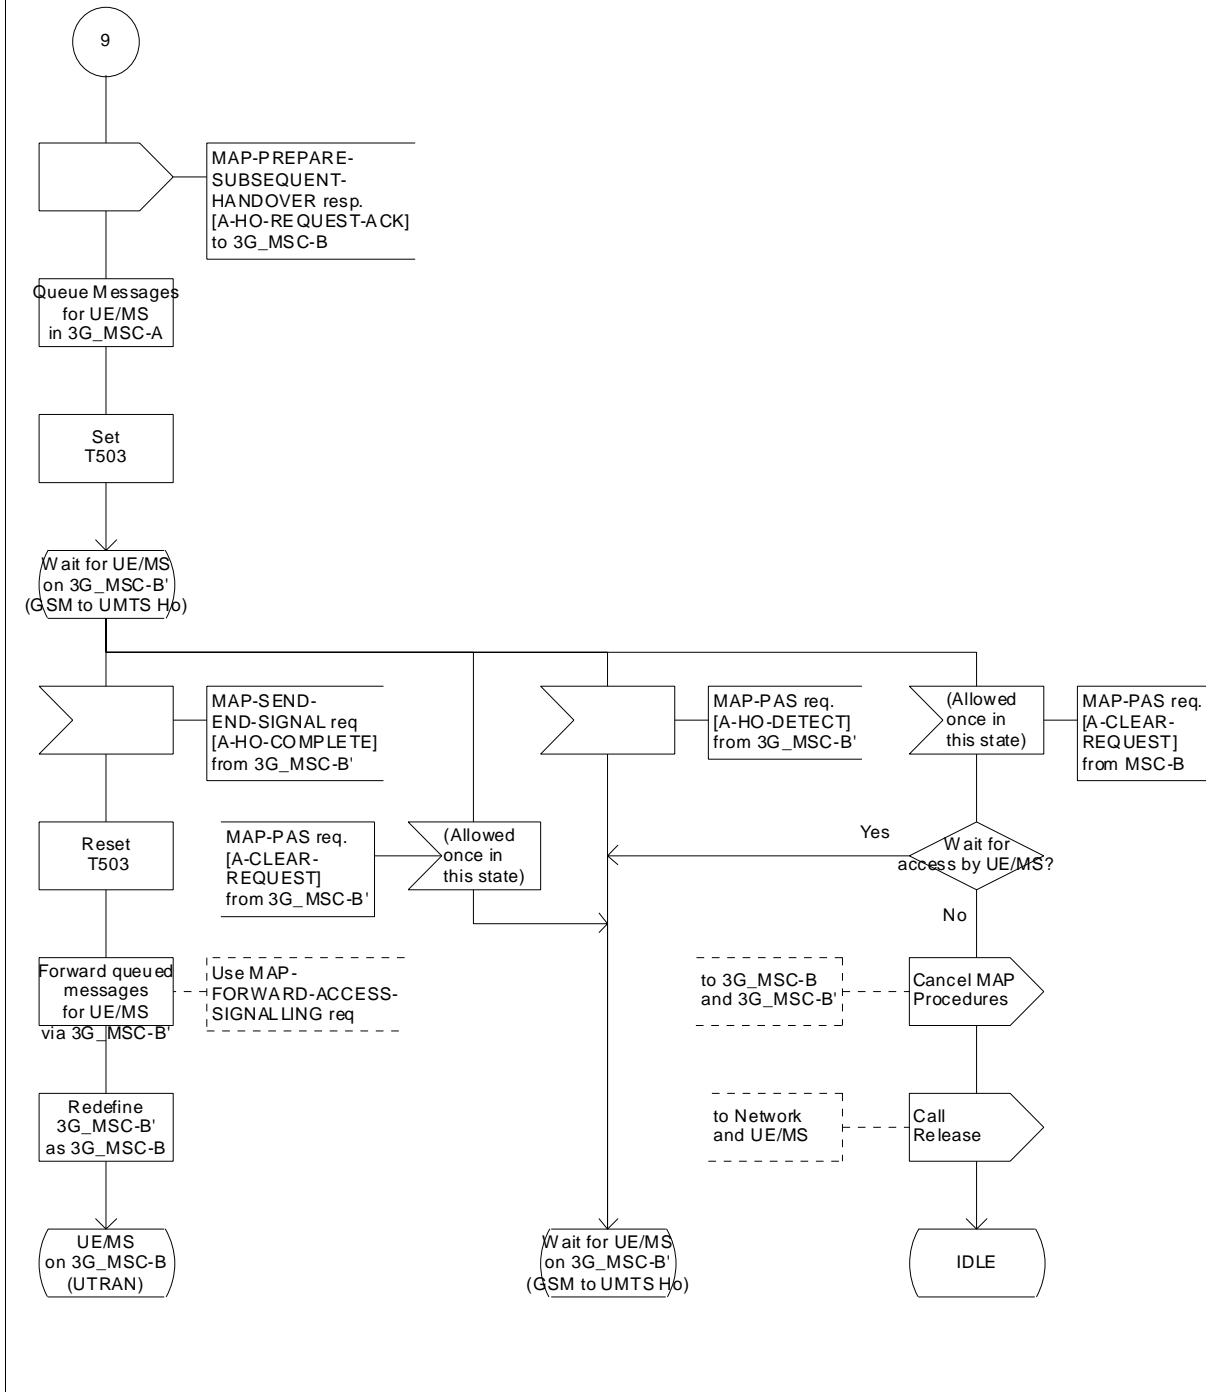 9
MAP-PREPARE-
SUBSEQUENT-
HANDOVER resp.
[A-HO-REQUEST-ACK]
to 3G_MSC-B
Queue Messages
for UE/MS
in 3G_MSC-A
Set
T503
Wait for UE/MS
on 3G_MSC-B'
(GSM to UMTS Ho)
MAP-SEND-
END-SIGNAL req
[A-HO-COMPLETE]
from 3G_MSC-B'
MAP-PAS req.
[A-HO-DETECT]
from 3G_MSC-B'
(Allowed
once in
this state)
MAP-PAS req.
[A-CLEAR-
REQUEST]
from MSC-B
Reset
T503
MAP-PAS req.
[A-CLEAR-
REQUEST]
from 3G_MSC-B'
(Allowed
once in
this state)
Yes
Wait for
access by UE/MS?
No
Forward queued
messages
for UE/MS
via 3G_MSC-B'
Use MAP-
FORWARD-ACCESS-
SIGNALLING req
to 3G_MSC-B
and 3G_MSC-B'
Cancel MAP
Procedures
Redefine
3G_MSC-B'
as 3G_MSC-B
to Network
and UE/MS
Call
Release
UE/MS
on 3G_MSC-B
(UTRAN)
Wait for UE/MS
on 3G_MSC-B'
(GSM to UMTS Ho)
IDLE